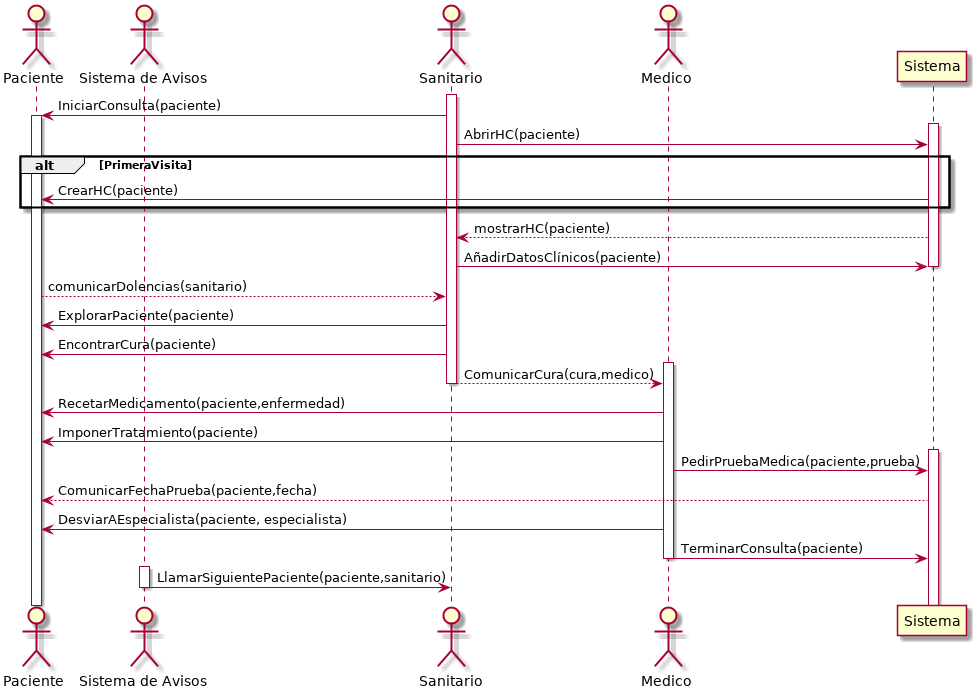 Paciente
Sistema de Avisos
Sanitario
Medico
Sistema
IniciarConsulta(paciente)
AbrirHC(paciente)
alt [PrimeraVisita]
CrearHC(paciente)
mostrarHC(paciente)
AñadirDatosClínicos(paciente)
comunicarDolencias(sanitario)
ExplorarPaciente(paciente)
EncontrarCura(paciente)
ComunicarCura(cura,medico)
RecetarMedicamento(paciente,enfermedad)
ImponerTratamiento(paciente)
PedirPruebaMedica(paciente,prueba)
ComunicarFechaPrueba(paciente,fecha)
DesviarAEspecialista(paciente, especialista)
TerminarConsulta(paciente)
LlamarSiguientePaciente(paciente,sanitario)
Paciente
Sistema de Avisos
Sanitario
Medico
Sistema